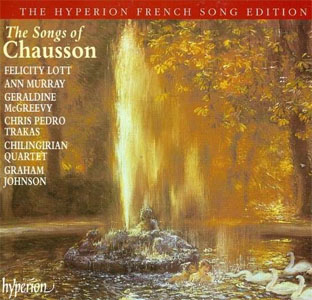 THE HYPERION FRENCH SONG EDITION
The Songs of
Chausson
FELICITY LOTT
ANN MURRAY
GERALDINE
McGREEVY
CHRIS PEDRO
TRAKAS
CHILINGIRIAN
QUARTET
GRAHAM
JOHNSON
hyperion